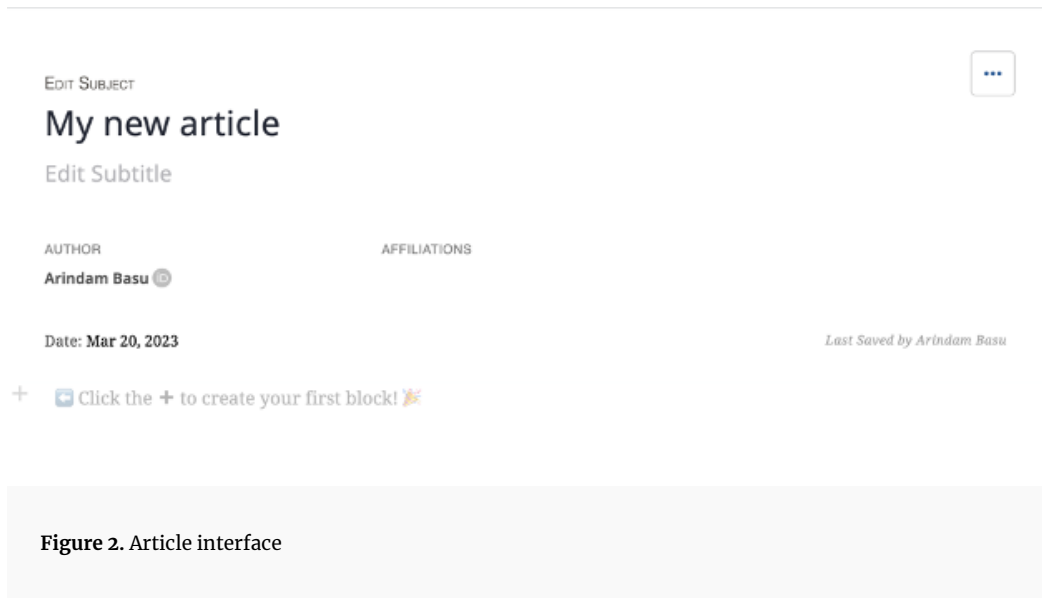 Edit Subject
My new article
Edit Subtitle
AUTHOR AFFILIATIONS
Arindam Basu iD
Date: Mar 20, 2023 Last Saved by Arindam Basu
+ ⬅️ Click the + to create your first block! 🎉
Figure 2. Article interface